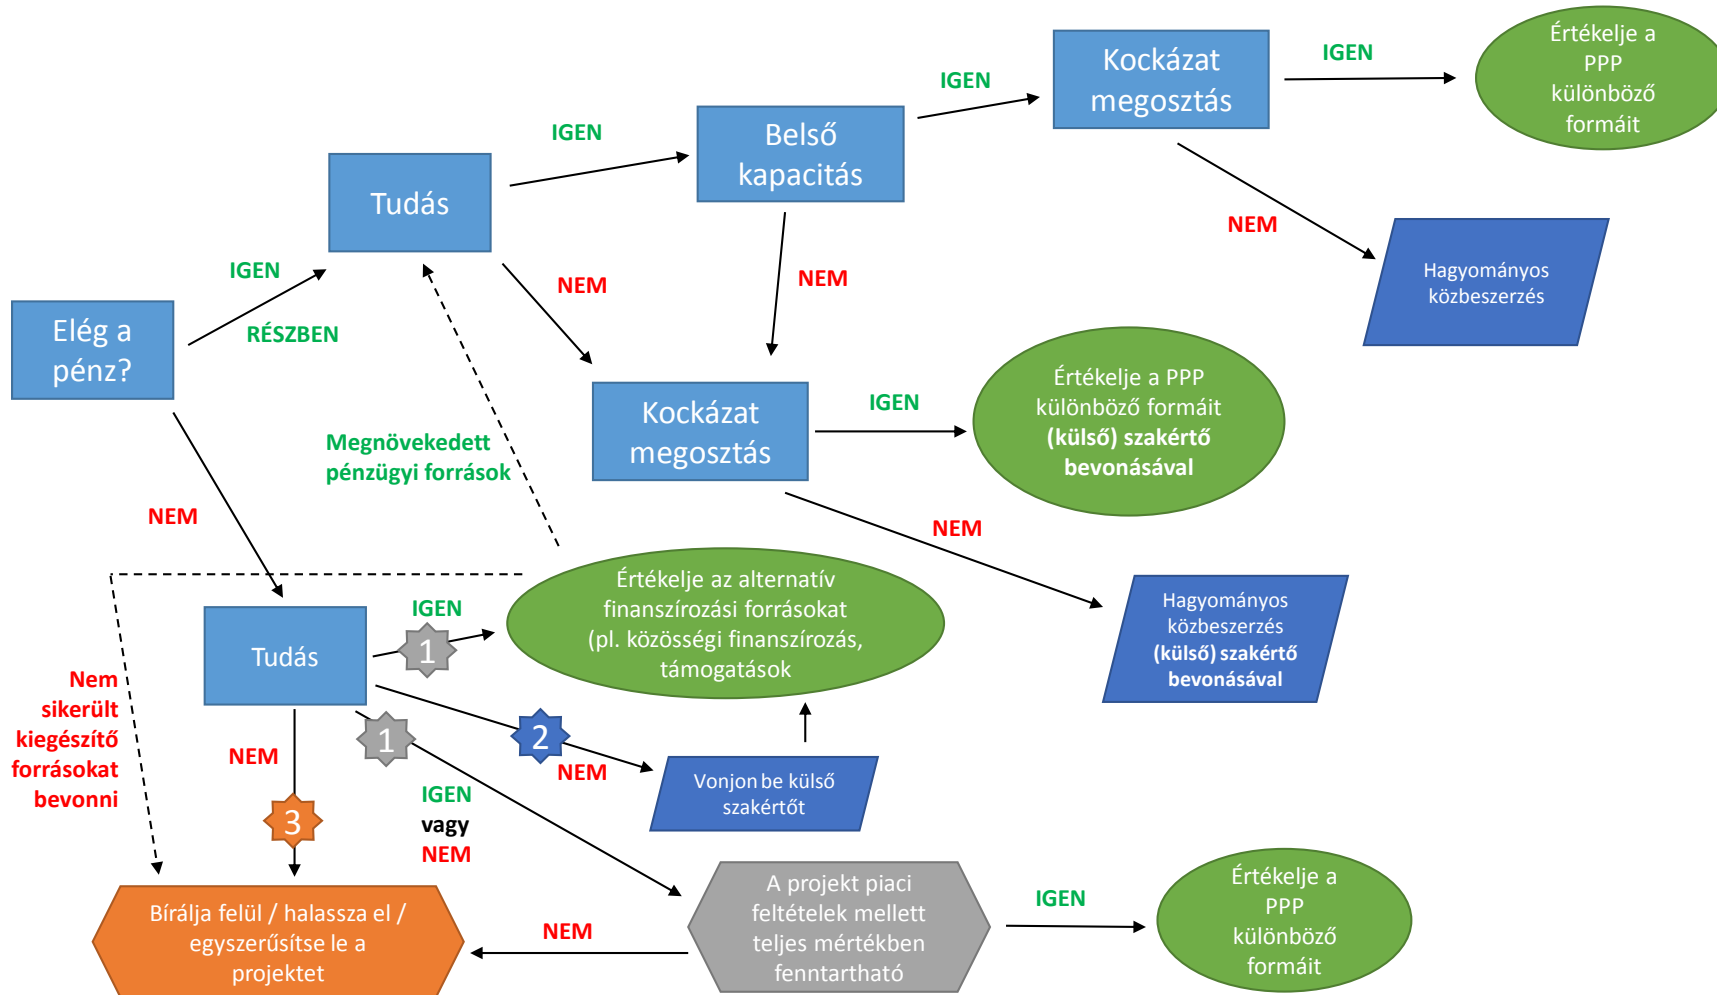 Kockázat
megosztás
IGEN
Értékelje a
PPP
különböző
formáit
IGEN
Belső
kapacitás
IGEN
Tudás
NEM
Hagyományos
közbeszerzés
IGEN
NEM
NEM
RÉSZBEN
Elég a
pénz?
Kockázat
megosztás
IGEN
Értékelje a PPP
különböző formáit
(külső) szakértő
bevonásával
Megnövekedett
pénzügyi források
NEM
NEM
Értékelje az alternatív
finanszírozási forrásokat
(pl. közösségi finanszírozás,
támogatások
Hagyományos
közbeszerzés
(külső) szakértő
bevonásával
IGEN
1
Tudás
Nem
sikerült
kiegészítő
forrásokat
bevonni
NEM
1
2
NEM
Vonjon be külső
szakértőt
3
IGEN
vagy
NEM
A projekt piaci
feltételek mellett
teljes mértékben
fenntartható
IGEN
Értékelje a
PPP
különböző
formáit
NEM
Bírálja felül / halassza el /
egyszerűsítse le a
projektet